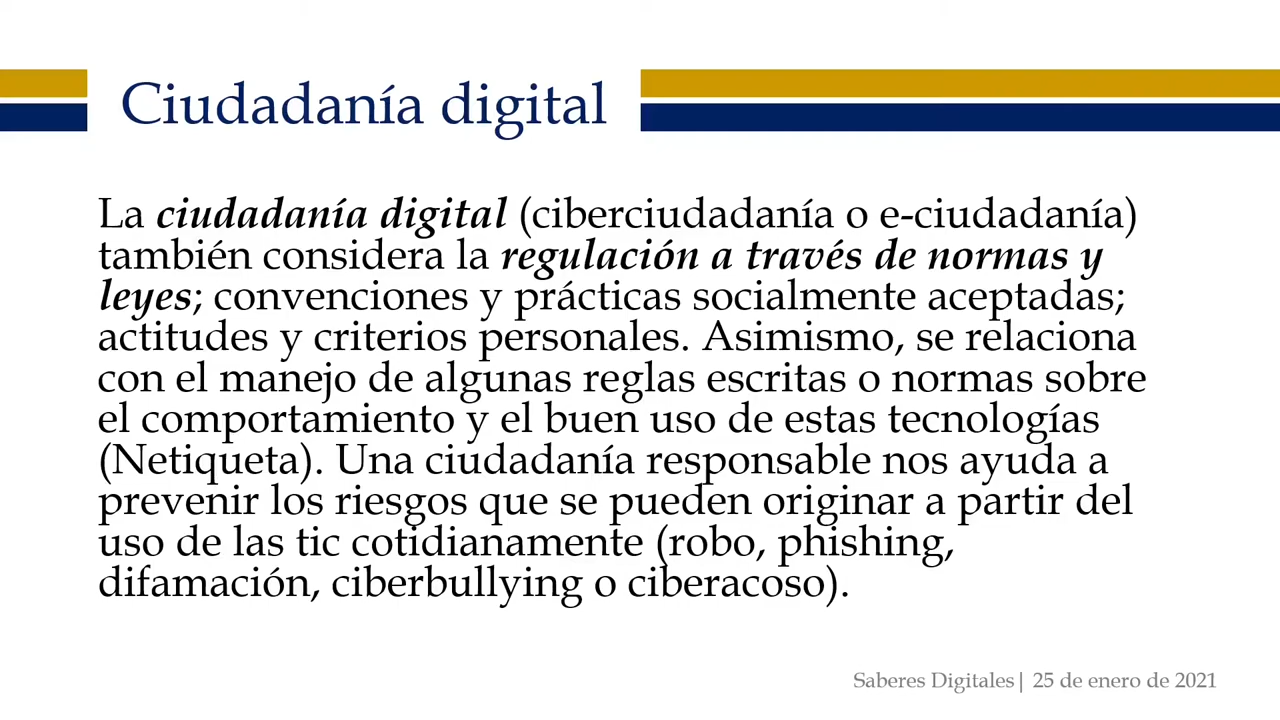 Ciudadanía digital
La ciudadanía digital (ciberciudadanía o e-ciudadanía)
también considera la regulación a través de normas y
leyes; convenciones y prácticas socialmente aceptadas;
actitudes y criterios personales. Asimismo, se relaciona
con el manejo de algunas reglas escritas o normas sobre
el comportamiento y el buen uso de estas tecnologías
(Netiqueta). Una ciudadanía responsable nos ayuda a
prevenir los riesgos que se pueden originar a partir del
uso de las tic cotidianamente (robo, phishing,
difamación, ciberbullying o ciberacoso).
Saberes Digitales| 25 de enero de 2021